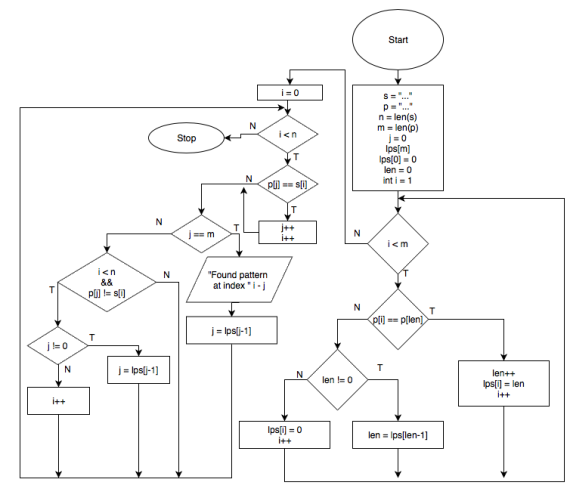 Start
s = "..."
p = "..."
n = len(s)
m = len(p)
j = 0
lps[m]
lps[0] = 0
len = 0
int i = 1
i < m
N
T
p[i] == p[len]
N
T
len != 0
N
T
len++
lps[i] = len
i++
lps[i] = 0
i++
len = lps[len-1]
i = 0
i < n
N
T
Stop
p[j] == s[i]
N
T
j++
i++
j == m
N
T
"Found pattern
at index " i - j
j = lps[j-1]
i < n
&&
p[j] != s[i]
T
N
j != 0
T
N
j = lps[j-1]
i++